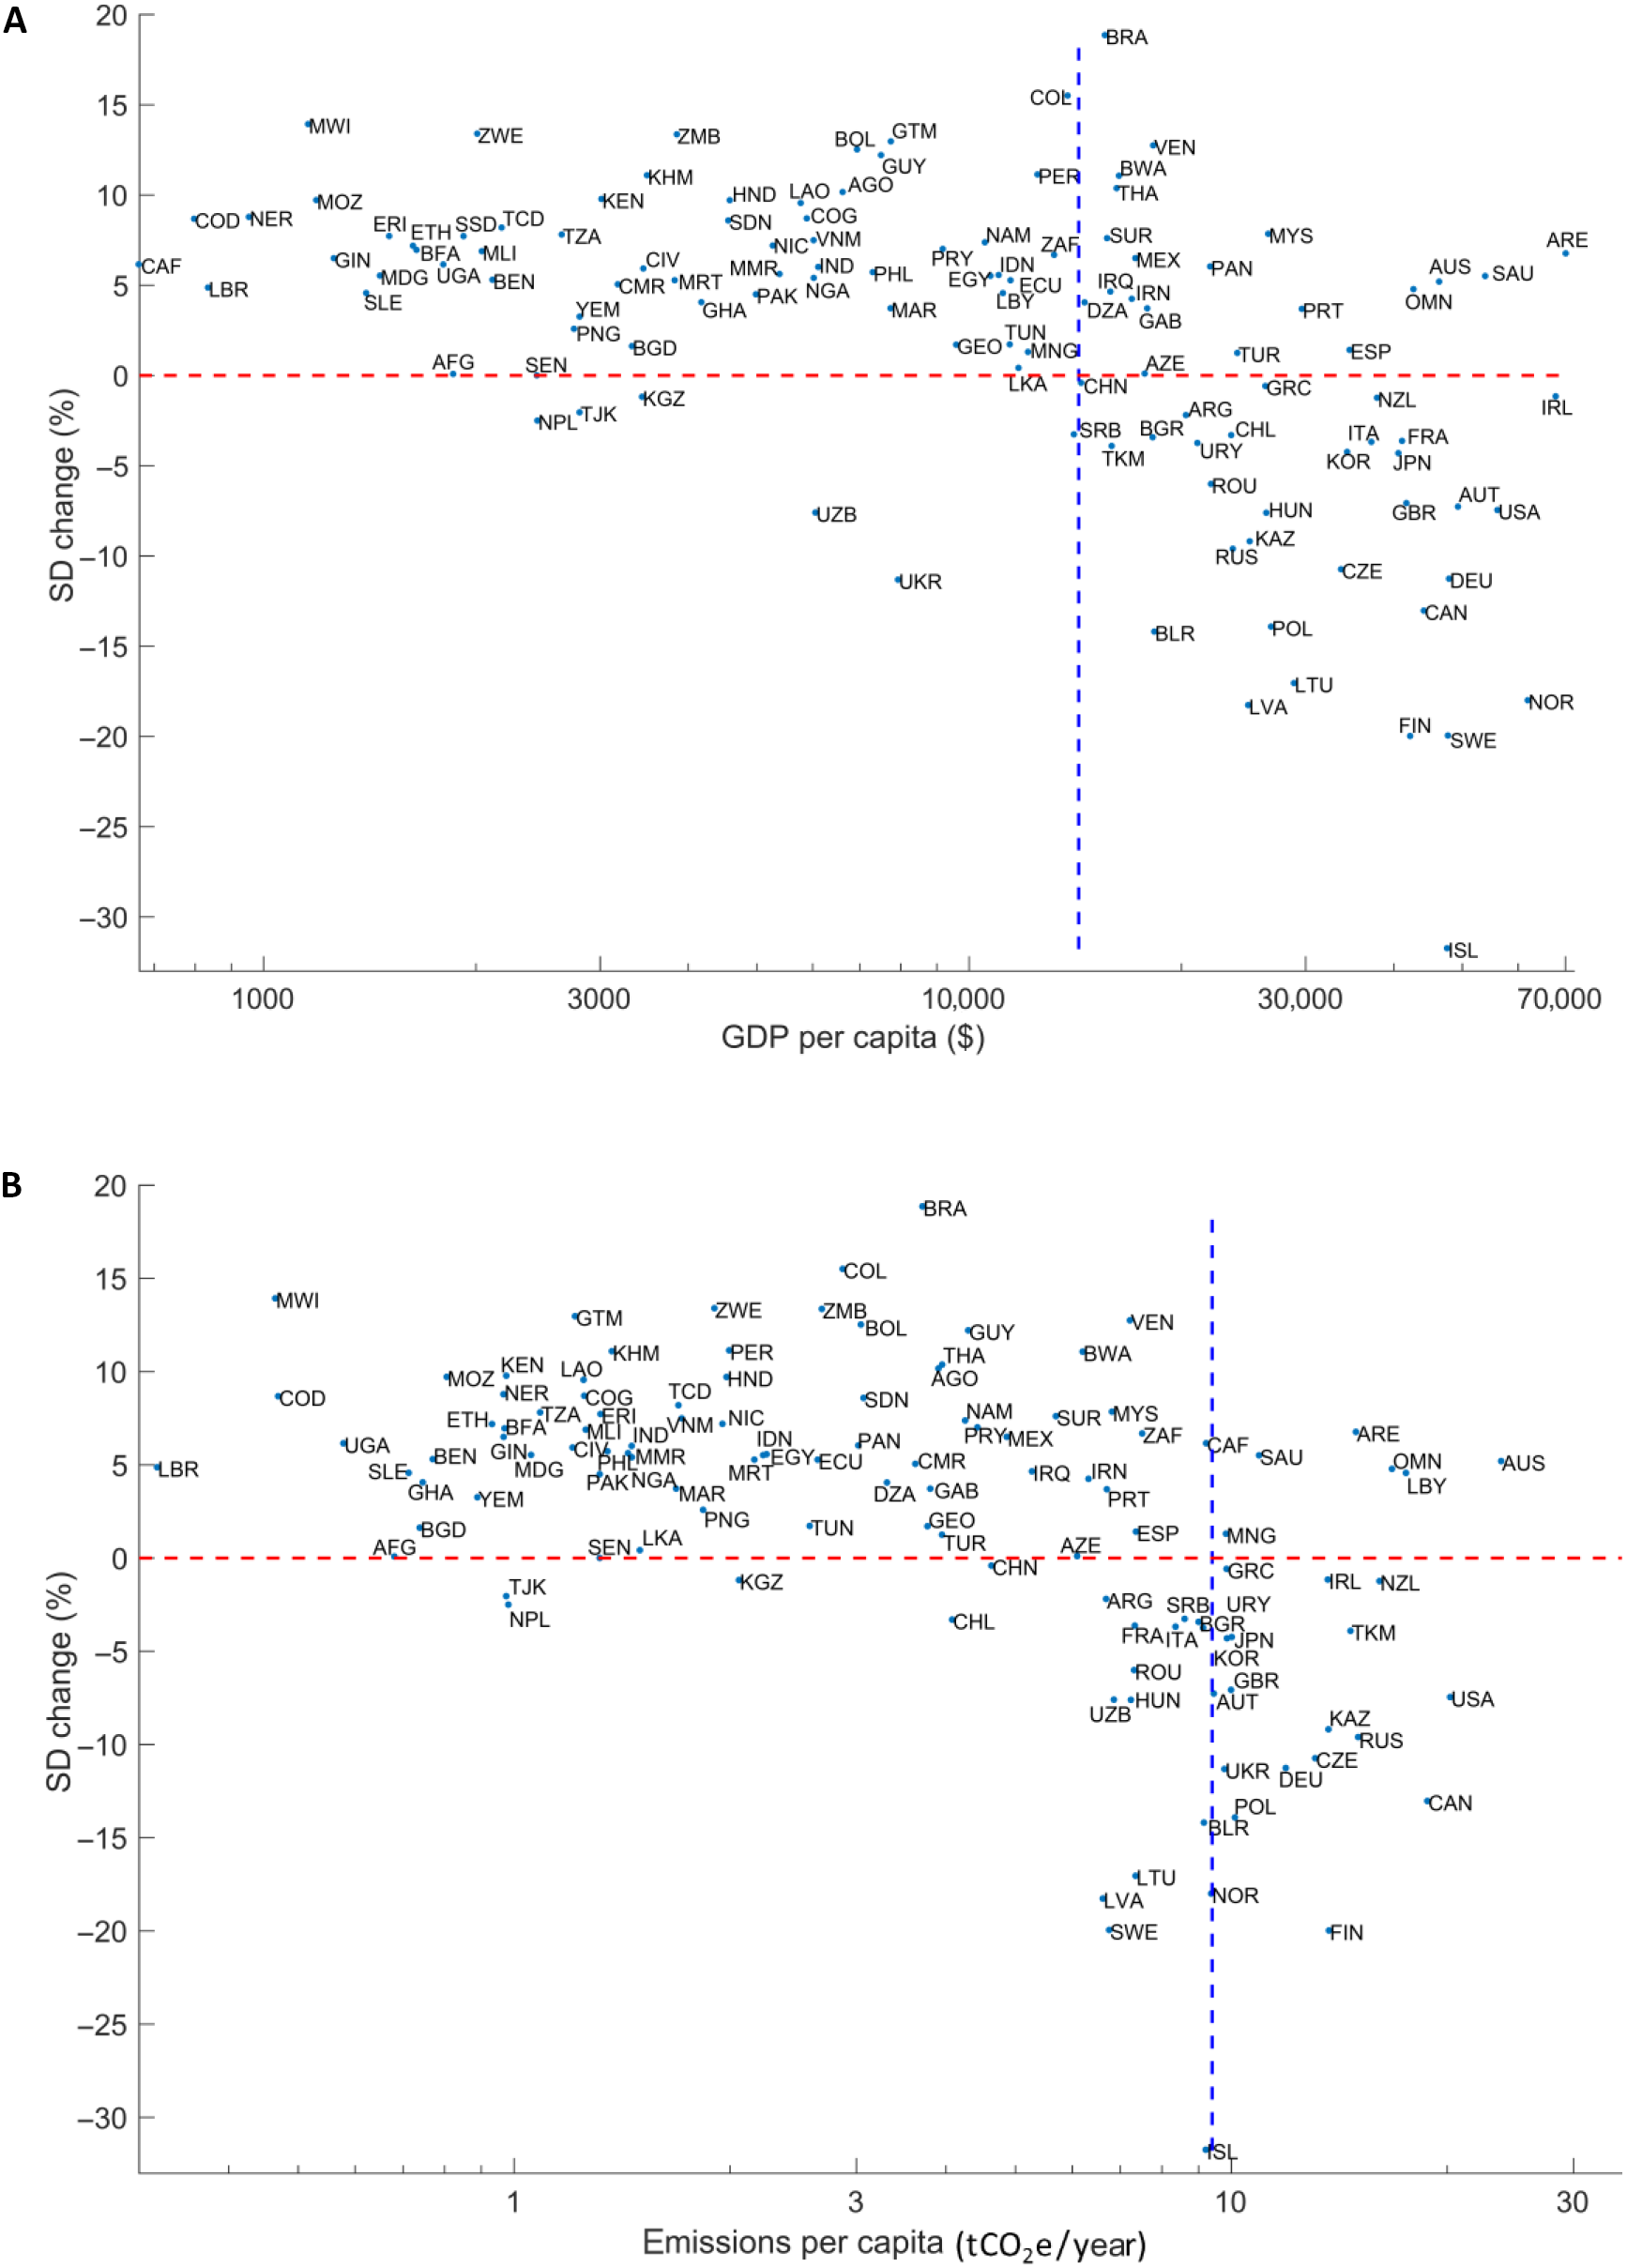 A
20
BRA
COL
15
MWI
ZWE
ZMB
BOL
GTM
VEN
GUY
KHM
PER
BWA
10
MOZ
KEN
HND
LAO
AGO
THA
COD
NER
ERI
ETH
SSD
TCD
SDN
COG
TZA
NIC
VNM
NAM
ZAF
SUR
MYS
ARE
CAF
GIN
BFA
MLI
CIV
MMR
IND
PRY
IDN
MEX
PAN
AUS
SAU
5
LBR
MDG
UGA
BEN
CMR
MRT
PHL
EGY
ECU
IRQ
IRN
OMN
SLE
YEM
GHA
PAK
NGA
MAR
LBY
DZA
GAB
PRT
PNG
BGD
GEO
TUN
MNG
TUR
ESP
AFG
SEN
AZE
0
LKA
CHN
GRC
KGZ
NZL
IRL
NPL
TJK
ARG
SRB
BGR
CHL
ITA
FRA
TKM
URY
KOR
JPN
–5
ROU
UZB
HUN
GBR
AUT
USA
KAZ
–10
RUS
UKR
CZE
DEU
CAN
BLR
POL
–15
LTU
LVA
NOR
FIN
–20
SWE
–25
–30
ISL
SD change (%)
1000
3000
10,000
30,000
70,000
GDP per capita ($)
B
20
BRA
COL
15
MWI
GTM
ZWE
ZMB
BOL
GUY
VEN
KHM
PER
BWA
10
MOZ
KEN
LAO
HND
THA
AGO
COD
NER
COG
TCD
SDN
ETH
BFA
TZA
ERI
VNM
NIC
NAM
SUR
MYS
MLI
IND
IDN
PRY
MEX
ZAF
ARE
UGA
GIN
CIV
PAN
CAF
5
LBR
BEN
MDG
PHL
MMR
EGY
ECU
CMR
SAU
OMN
AUS
SLE
PAK
NGA
MRT
IRQ
IRN
LBY
GHA
YEM
MAR
DZA
GAB
PRT
BGD
PNG
TUN
GEO
ESP
MNG
AFG
SEN
LKA
TUR
AZE
0
CHN
GRC
TJK
KGZ
IRL
NZL
NPL
CHL
ARG
SRB
URY
FRA
ITA
BGR
JPN
TKM
–5
KOR
ROU
GBR
UZB
HUN
AUT
USA
–10
KAZ
RUS
UKR
DEU
CZE
POL
CAN
–15
BLR
LTU
LVA
NOR
–20
SWE
FIN
–25
–30
ISL
SD change (%)
1
3
10
30
Emissions per capita (tCO₂e/year)